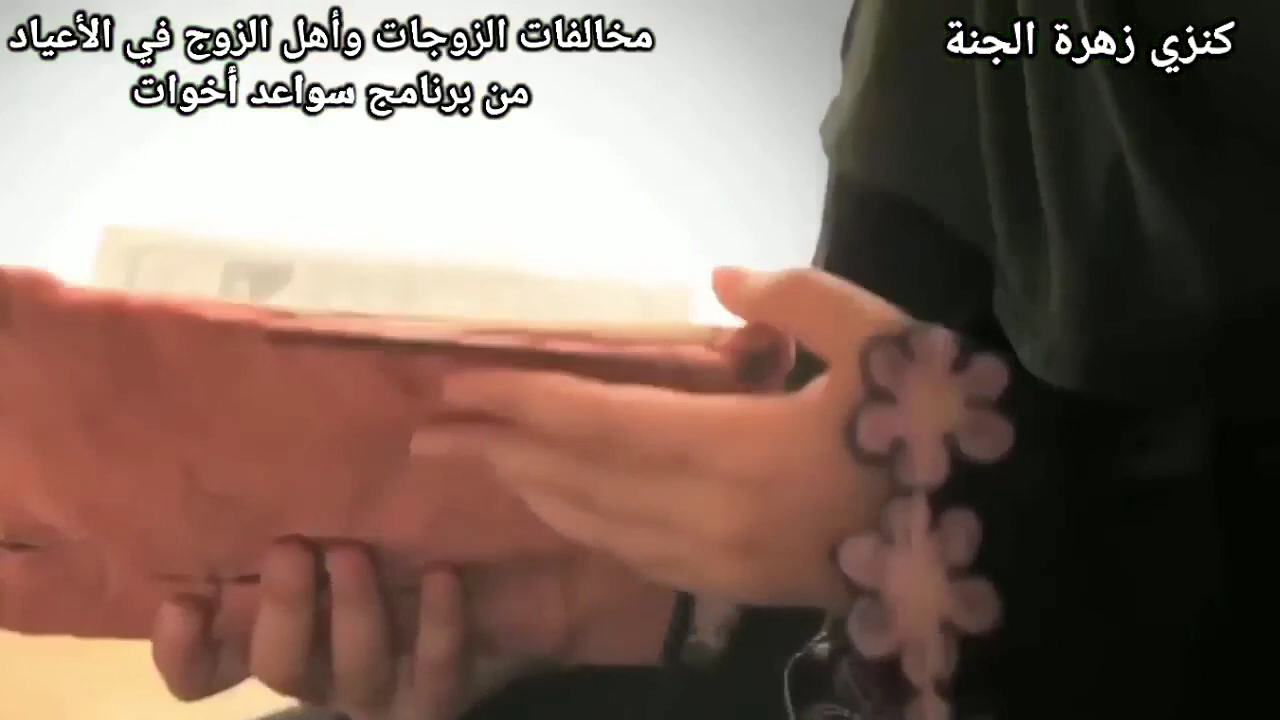 كنزي زهرة الجنة
مخالفات الزوجات وأهل الزوج في الأعياد
من برنامج سواعد أخوات